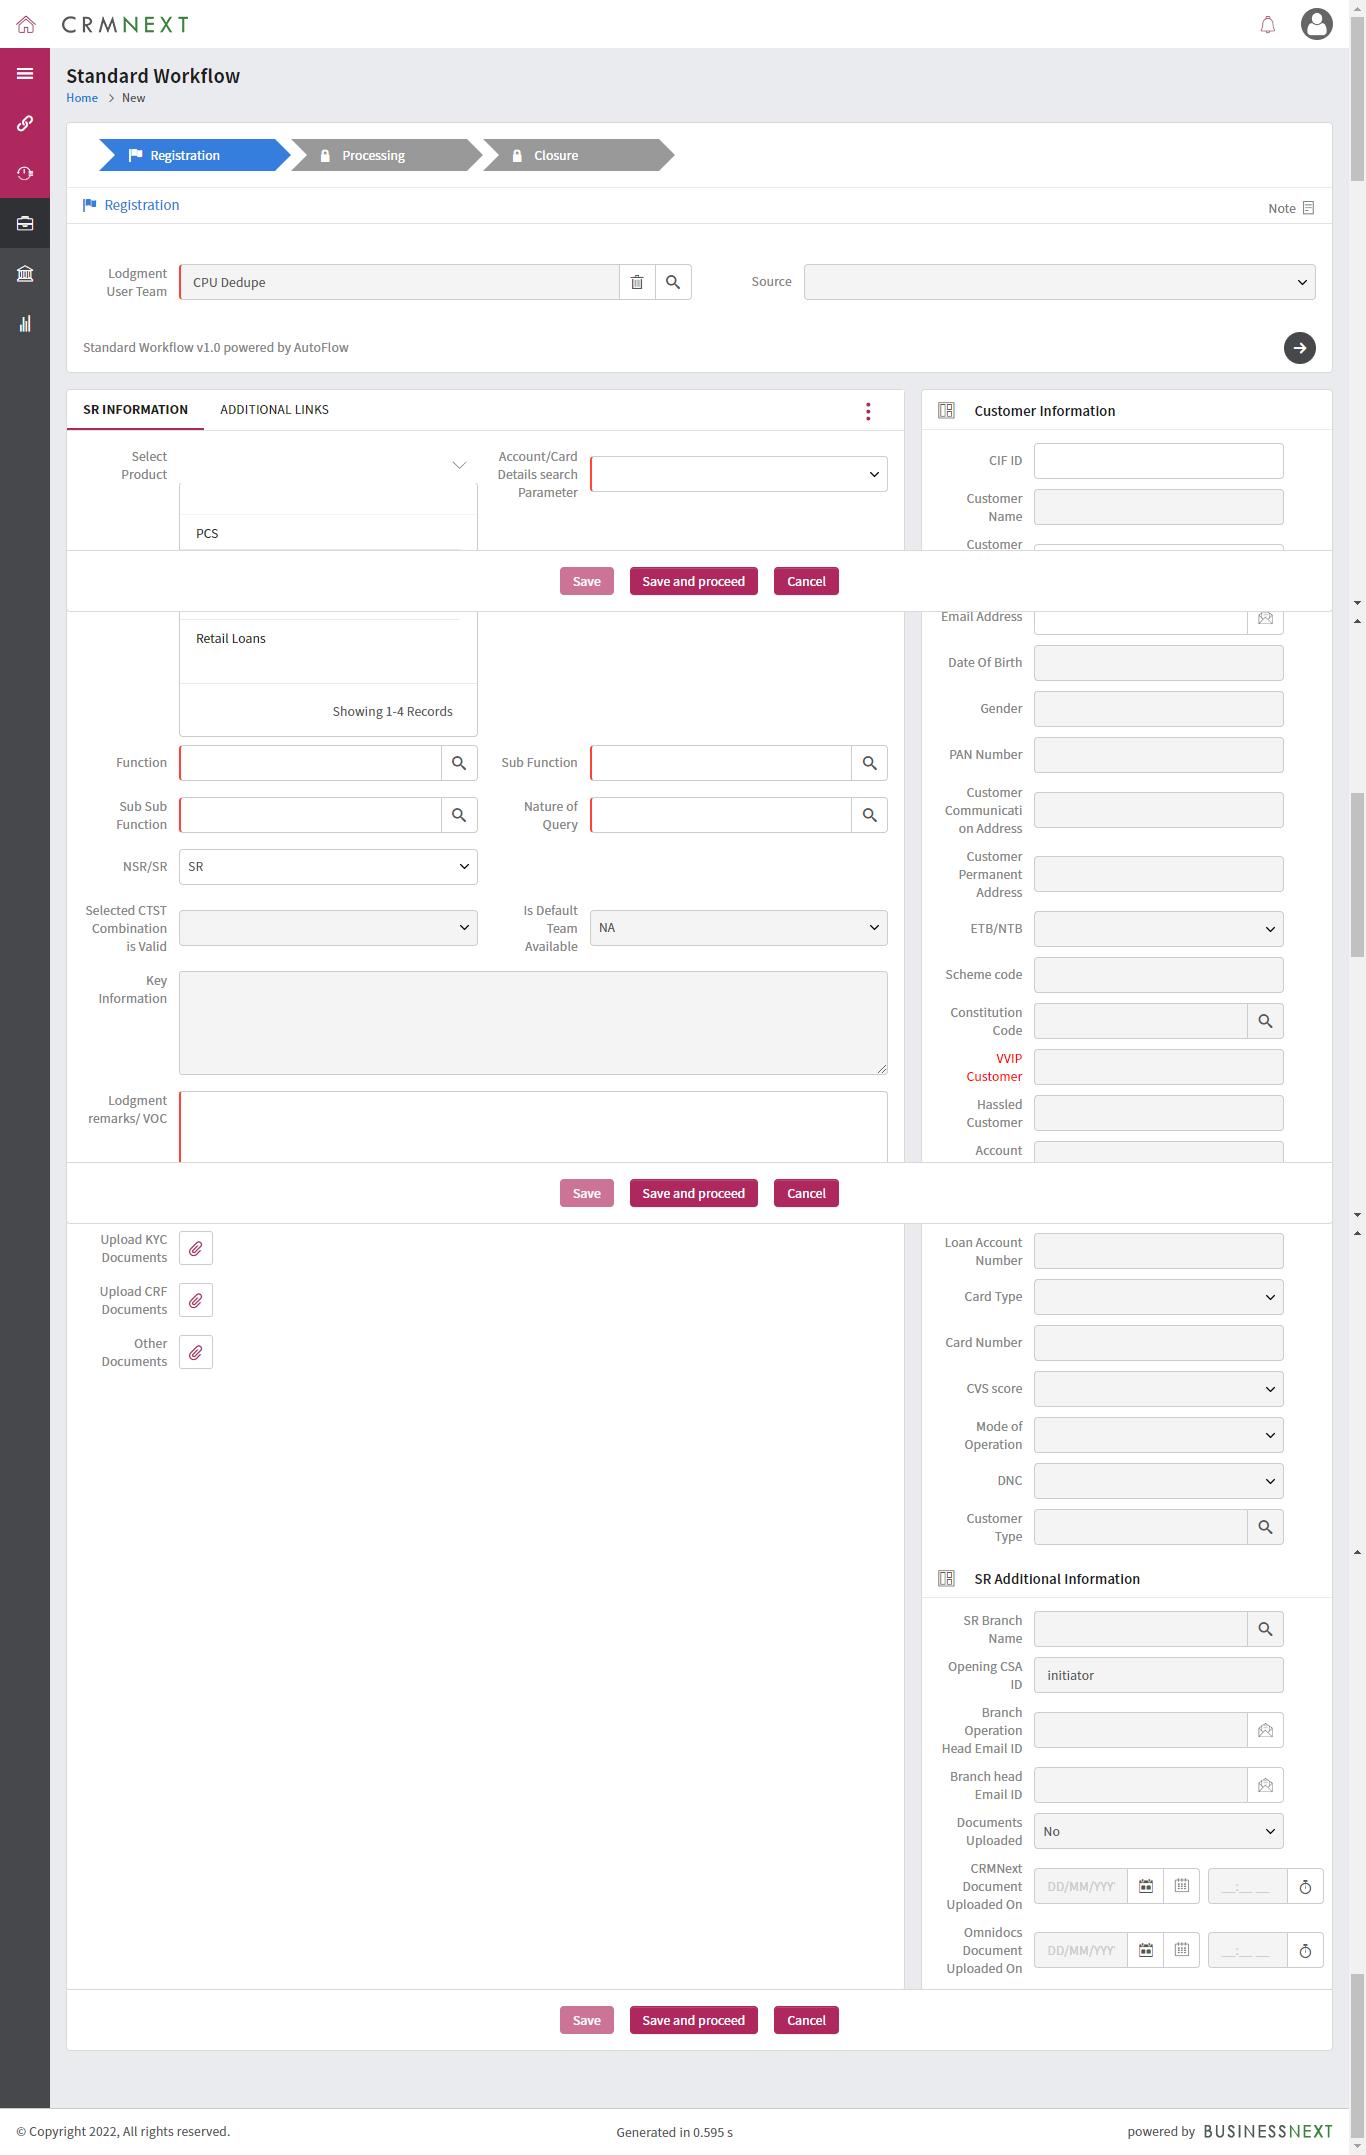 CRMNEXT
Standard Workflow
Home > New
Registration
Processing
Closure
Registration
Note
Lodgment
User Team
CPU Dedupe
Source
Standard Workflow v1.0 powered by AutoFlow
SR INFORMATION
ADDITIONAL LINKS
Select
Product
PCS
Account/Card
Details search
Parameter
Customer Information
CIF ID
Customer
Name
Customer
Save
Save and proceed
Cancel
Retail Loans
Showing 1-4 Records
Function
Sub Function
Sub Sub
Function
Nature of
Query
NSR/SR
SR
Selected CTST
Combination
is Valid
Is Default
Team
Available
NA
Key
Information
Lodgment
remarks/ VOC
Email Address
Date Of Birth
Gender
PAN Number
Customer
Communicati
on Address
Customer
Permanent
Address
ETB/NTB
Scheme code
Constitution
Code
VVIP
Customer
Hassled
Customer
Account
Save
Save and proceed
Cancel
Upload KYC
Documents
Upload CRF
Documents
Other
Documents
Loan Account
Number
Card Type
Card Number
CVS score
Mode of
Operation
DNC
Customer
Type
SR Additional Information
SR Branch
Name
Opening CSA
ID
initiator
Branch
Operation
Head Email ID
Branch head
Email ID
Documents
Uploaded
No
CRMNext
Document
Uploaded On
DD/MM/YYY
__:__ __
Omnidocs
Document
Uploaded On
DD/MM/YYY
__:__ __
Save
Save and proceed
Cancel
© Copyright 2022, All rights reserved.
Generated in 0.595 s
powered by BUSINESSNEXT